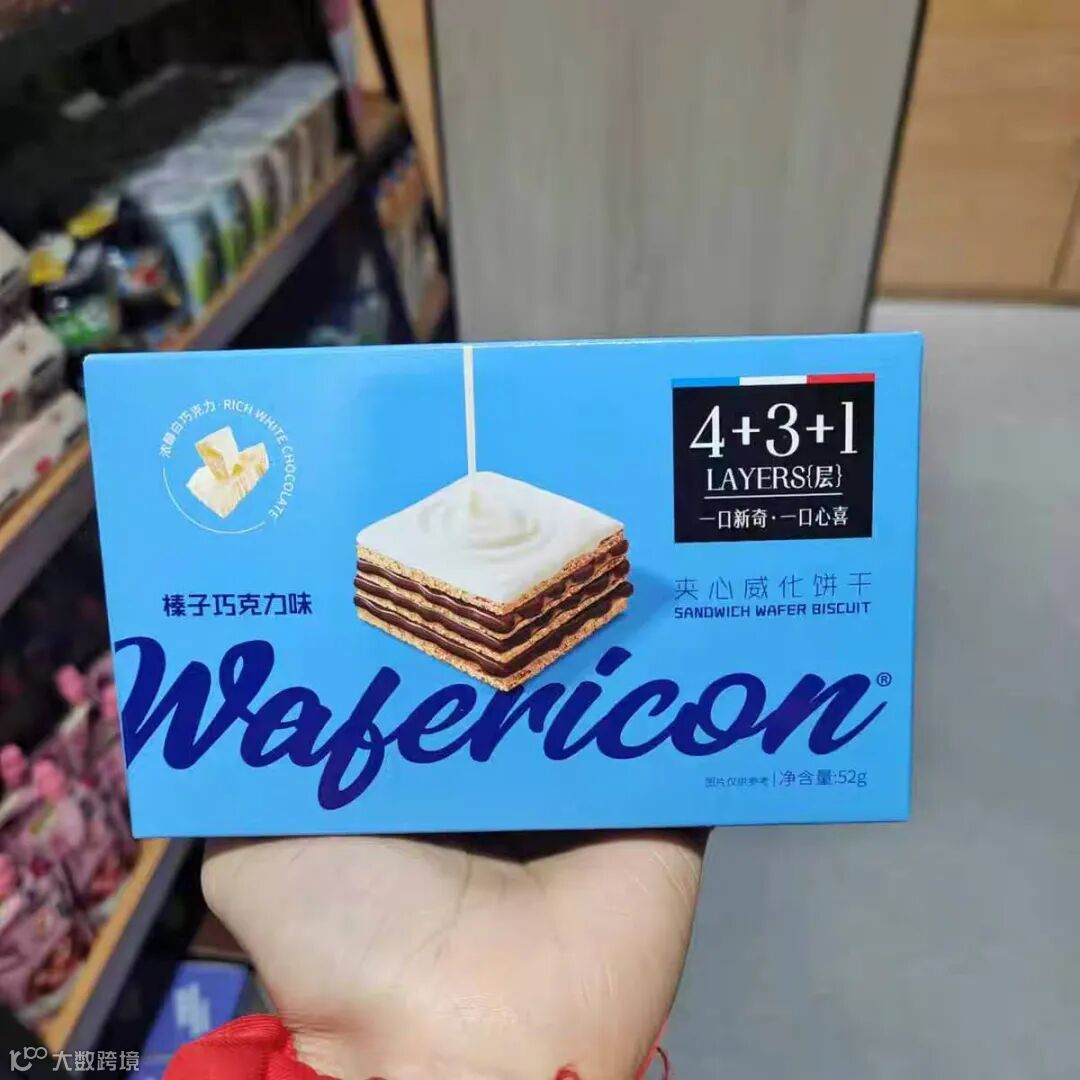 浓醇白巧克力·RICH WHITE CHOCOLATE
4+3+1
LAYERS{层}
一口新奇·一口心喜
夹心威化饼干
SANDWICH WAFER BISCUIT
榛子巧克力味
Wafericon®
图片仅供参考|净含量:52g
大数跨境